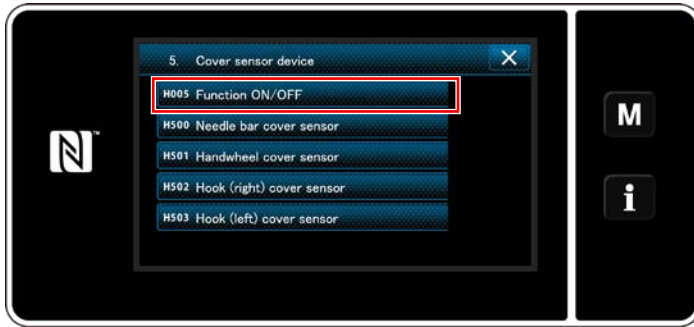 5. Cover sensor device
H005 Function ON/OFF
H500 Needle bar cover sensor
H501 Handwheel cover sensor
H502 Hook (right) cover sensor
H503 Hook (left) cover sensor
M
i